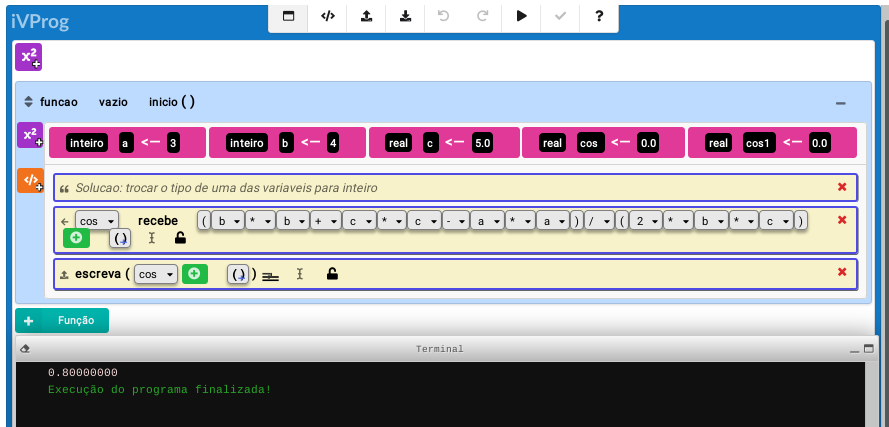 iVProg
</> ?
x²
funcao vazio inicio ( )
x² inteiro a <— 3 inteiro b <— 4 real c <— 5.0 real cos <— 0.0 real cos1 <— 0.0
</> Solucao: trocar o tipo de uma das variaveis para inteiro
cos recebe ( b * b + c * c - a * a ) / ( 2 * b * c )
( )
escreva ( cos ( ) )
+ Função
Terminal
0.80000000
Execução do programa finalizada!